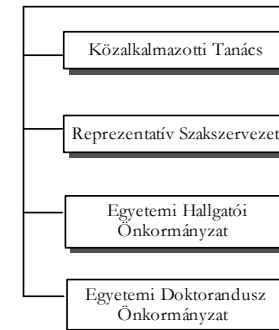 Közalkalmazotti Tanács
Reprezentatív Szakszervezet
Egyetemi Hallgatói
Önkormányzat
Egyetemi Doktorandusz
Önkormányzat